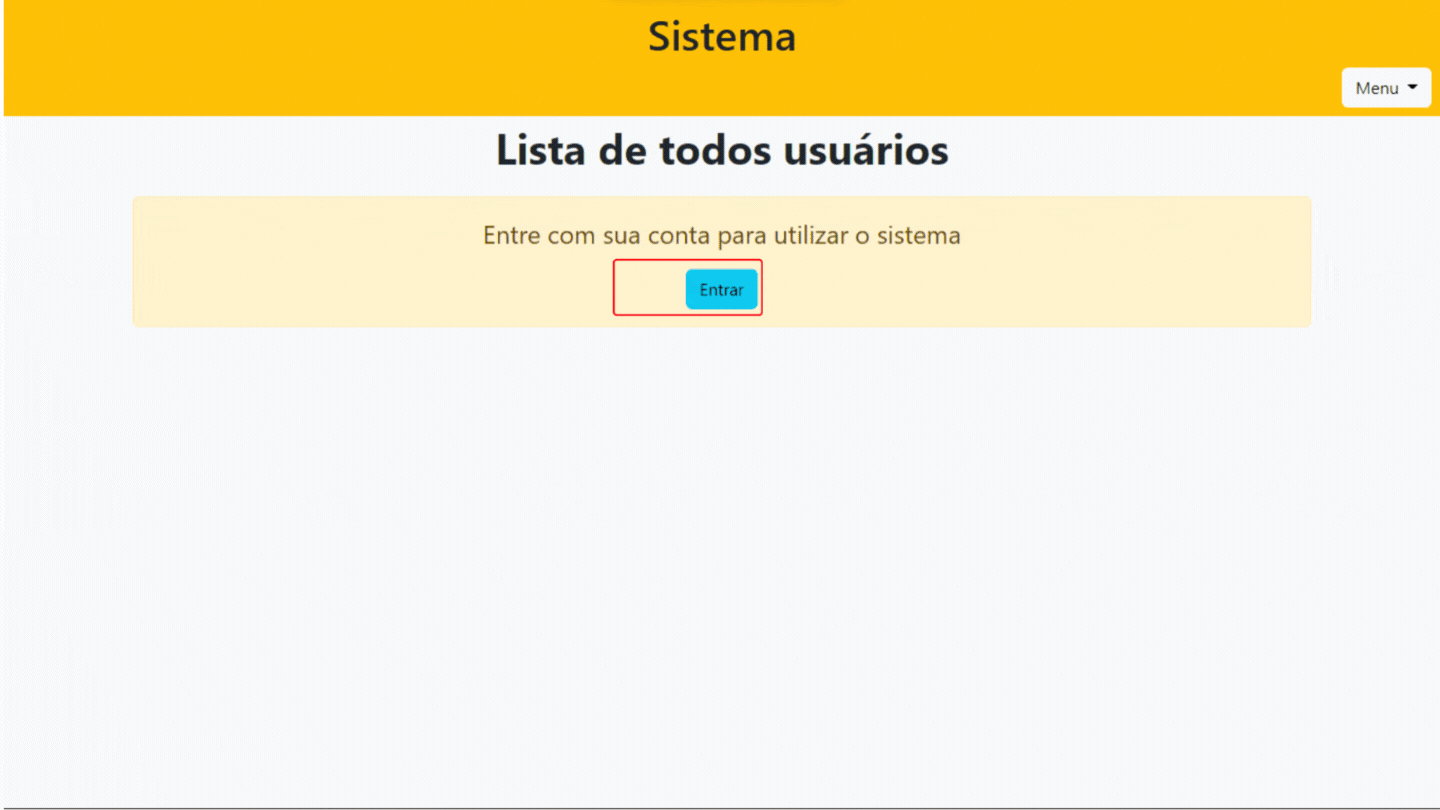 Sistema
Menu
Lista de todos usuários
Entre com sua conta para utilizar o sistema
Entrar